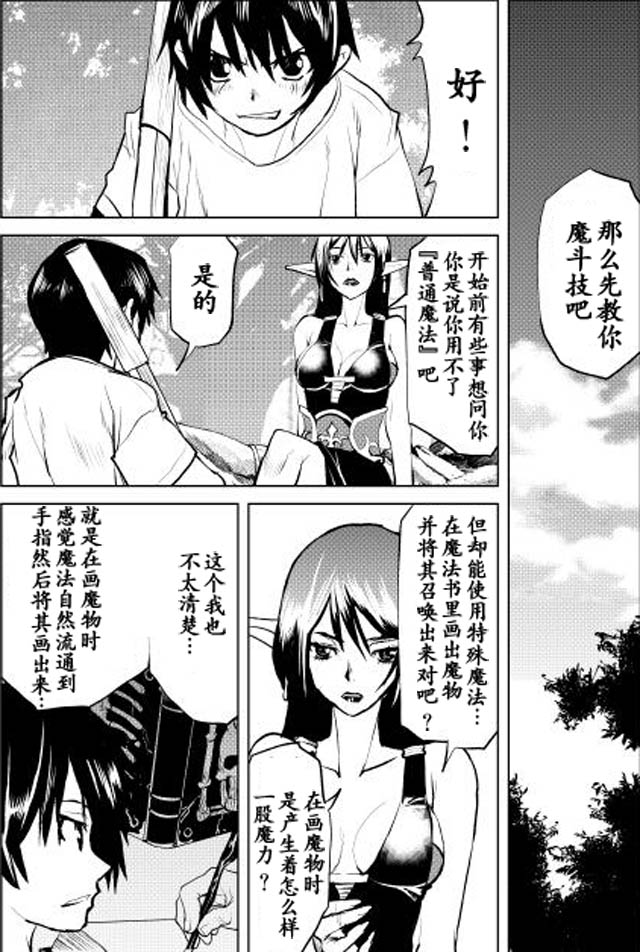 那么先教你
魔斗技吧
好！
开始前有些事想问你
你是说你用不了
『普通魔法』吧
是的
但却能使用特殊魔法…
在魔法书里画出魔物
并将其召唤出来对吧？
在画魔物时
是产生着怎么样
一股魔力？
这个我也
不太清楚…
就是在画魔物时
感觉魔法自然流通到
手指然后将其画出来…